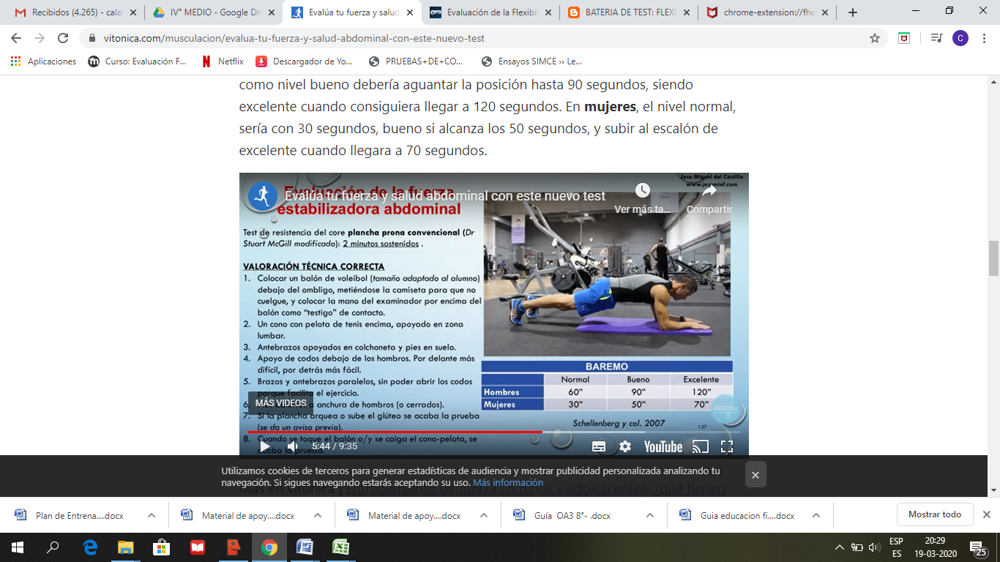 Recibidos (4.265) - cala
IV° MEDIO - Google Dri
Evalúa tu fuerza y salud
Evaluación de la Flexibil
BATERIA DE TEST: FLEXI
chrome-extension://fhe
vitonica.com/musculacion/evalua-tu-fuerza-y-salud-abdominal-con-este-nuevo-test
C
Aplicaciones
Curso: Evaluación F...
Netflix
Descargador de Yo...
PRUEBAS+DE+CO...
Ensayos SIMCE ›› Le...
como nivel bueno debería aguantar la posición hasta 90 segundos, siendo
excelente cuando consiguiera llegar a 120 segundos. En mujeres, el nivel normal,
sería con 30 segundos, bueno si alcanza los 50 segundos, y subir al escalón de
excelente cuando llegara a 70 segundos.
Jose Miguel del Castillo
www.josemief.com
Evaluación de la fuerza
estabilizadora abdominal
Evalúa tu fuerza y salud abdominal con este nuevo test
Ver más ta...
Compartir
Test de resistencia del core plancha prona convencional (Dr
Stuart McGill modificado): 2 minutos sostenidos .
VALORACIÓN TÉCNICA CORRECTA
1. Colocar un balón de voleibol (tamaño adaptado al alumno)
debajo del ombligo, metiéndose la camiseta para que no
cuelgue, y colocar la mano del examinador por encima del
balón como "testigo" de contacto.
2. Un cono con pelota de tenis encima, apoyado en zona
lumbar.
3. Antebrazos apoyados en colchoneta y pies en suelo.
4. Apoyo de codos debajo de los hombros. Por delante más
difícil, por detrás más fácil.
5. Brazos y antebrazos paralelos, sin poder abrir los codos
porque facilita el ejercicio.
6. a anchura de hombros (o cerrados).
7. Si la plancha arquea o sube el glúteo se acaba la prueba
(se da un aviso previo).
8. Cuando se toque el balón o/y se caiga el cono-pelota, se
acaba la prueba.
MÁS VIDEOS
BAREMO
Normal Bueno Excelente
Hombres 60" 90" 120"
Mujeres 30" 50" 70"
vitónica
Schellenberg y col. 2007
137
5:44 / 9:35
YouTube
Utilizamos cookies de terceros para generar estadísticas de audiencia y mostrar publicidad personalizada analizando tu
navegación. Si sigues navegando estarás aceptando su uso. Más información
Más en Vitónica | Entrenamiento de fuerza en niños y adolescentes, ¿qué tienen
Plan de Entrena....docx
Material de apoy....docx
Material de apoy....docx
Guía OA3 8°- .docx
Guia educacion fi....docx
Mostrar todo
ESP
ES
20:29
19-03-2020
25